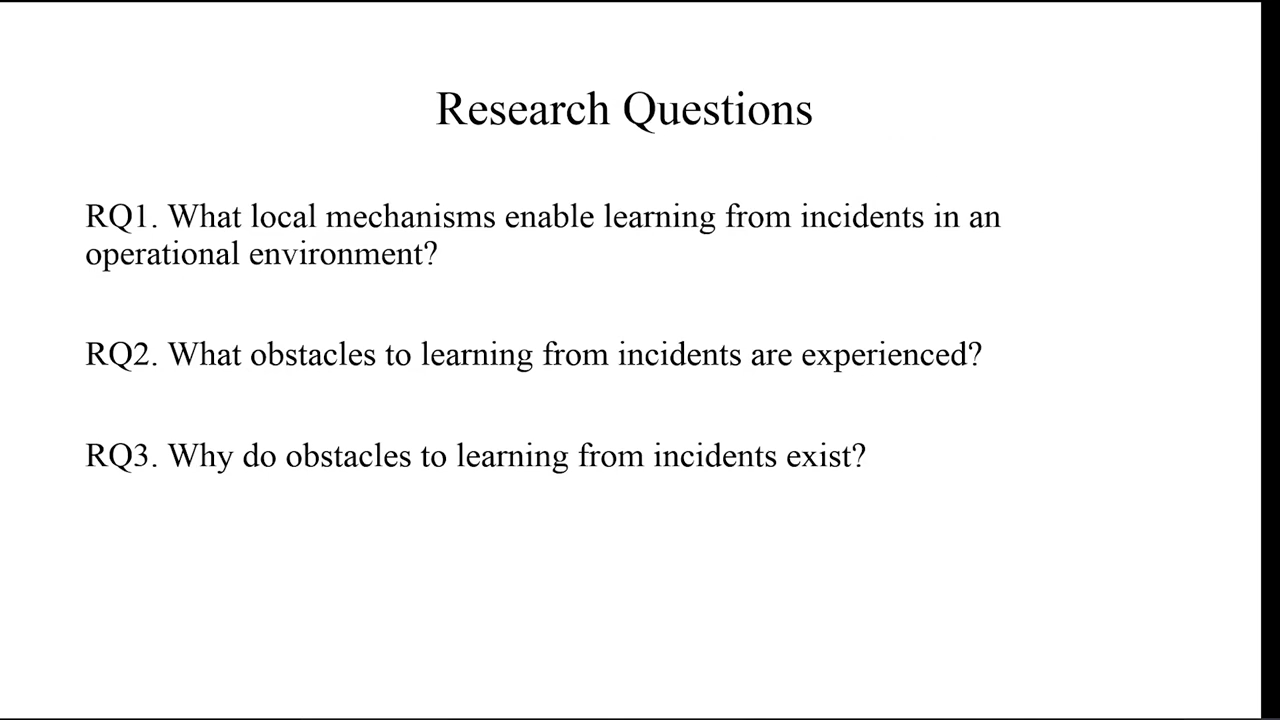 Research Questions
RQ1. What local mechanisms enable learning from incidents in an
operational environment?
RQ2. What obstacles to learning from incidents are experienced?
RQ3. Why do obstacles to learning from incidents exist?